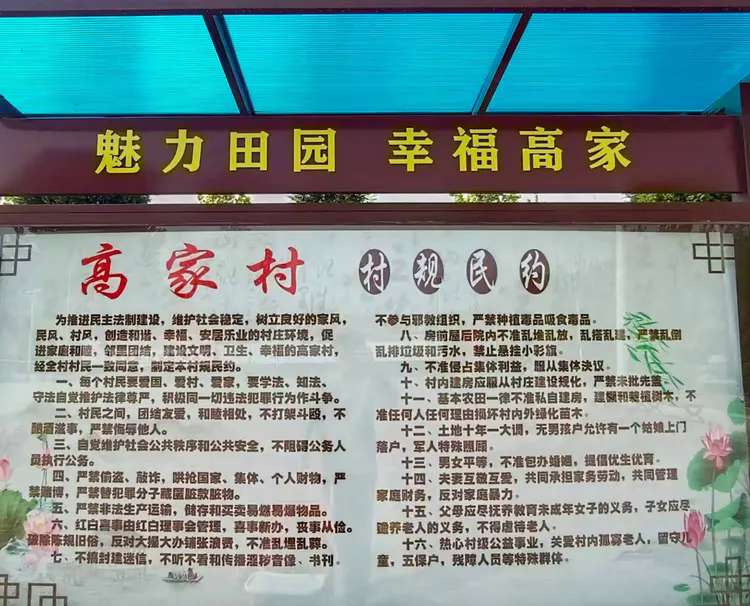 魅力田园 幸福高家
高家村 村规民约
为推进民主法制建设，维护社会稳定，树立良好的家风，
民风、村风，创造和谐、幸福、安居乐业的村庄环境，促
进家庭和睦，邻里团结，建设文明、卫生、幸福的高家村，
经全村村民一致同意，制定本村规民约。
一、每个村民要爱国、爱村、爱家，要学法、知法、
守法自觉维护法律尊严，积极同一切违法犯罪行为作斗争。
二、村民之间，团结友爱，和睦相处，不打架斗殴，不
酗酒滋事，严禁侮辱他人。
三、自觉维护社会公共秩序和公共安全，不阻碍公务人
员执行公务。
四、严禁偷盗、敲诈，哄抢国家、集体、个人财物，严
禁赌博，严禁替犯罪分子藏匿赃款赃物。
五、严禁非法生产运输，储存和买卖易燃易爆物品。
六、红白喜事由红白理事会管理，喜事新办，丧事从俭。
破除陈规旧俗，反对大操大办铺张浪费，不准乱埋乱葬。
七、不搞封建迷信，不听不看和传播淫秽音像、书刊。
不参与邪教组织，严禁种植毒品吸食毒品。
八、房前屋后院内不准乱堆乱放，乱搭乱建，严禁乱倒
乱排垃圾和污水，禁止悬挂小彩旗。
九、不准侵占集体利益，服从集体决议。
十、村内建房应服从村庄建设规化，严禁未批先盖。
十一、基本农田一律不准私自建房，建窑和栽植树木，不
准任何人任何理由损坏村内外绿化苗木。
十二、土地十年一大调，无男孩户允许有一个姑娘上门
落户，军人特殊照顾。
十三、男女平等，不准包办婚姻，提倡优生优育。
十四、夫妻互敬互爱，共同承担家务劳动，共同管理
家庭财务，反对家庭暴力。
十五、父母应尽抚养教育未成年女子的义务，子女应尽
赡养老人的义务，不得虐待老人。
十六、热心村级公益事业，关爱村内孤寡老人，留守儿
童，五保户，残障人员等特殊群体。